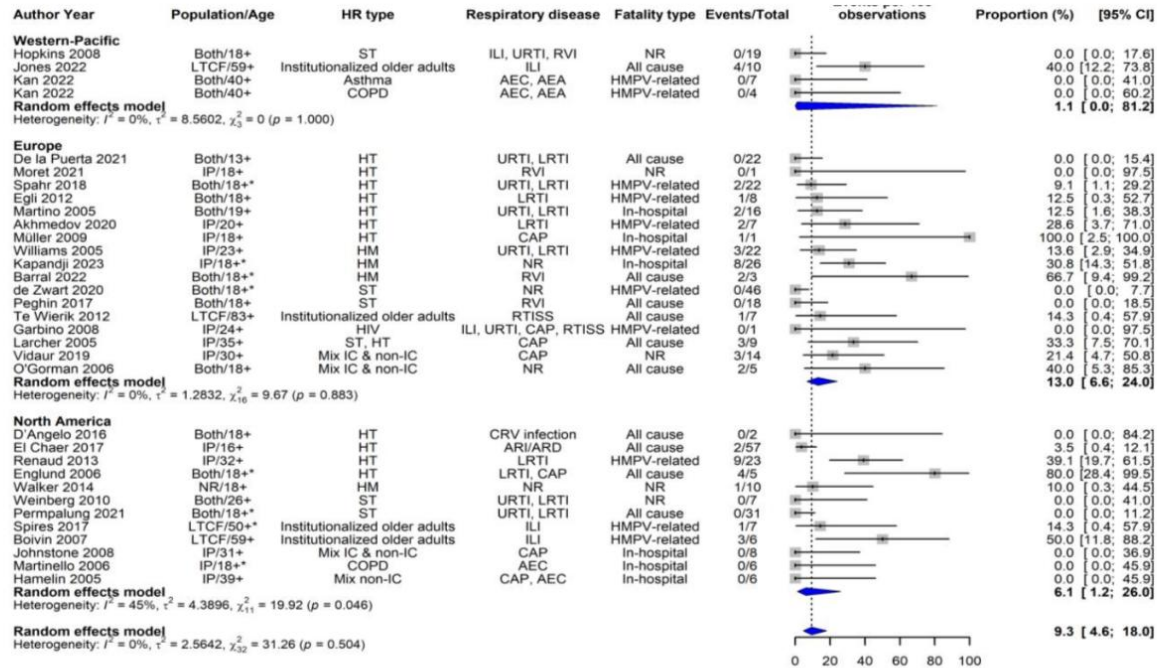 Author Year Population/Age HR type Respiratory disease Fatality type Events/Total observations Proportion (%) [95% CI]
Western-Pacific
Hopkins 2008 Both/18+ ST ILI, URTI, RVI NR 0/19 0.0 [ 0.0; 17.6]
Jones 2022 LTCF/59+ Institutionalized older adults ILI All cause 4/10 40.0 [12.2; 73.8]
Kan 2022 Both/40+ Asthma AEC, AEA HMPV-related 0/7 0.0 [ 0.0; 41.0]
Kan 2022 Both/40+ COPD AEC, AEA HMPV-related 0/4 0.0 [ 0.0; 60.2]
Random effects model 1.1 [ 0.0; 81.2]
Heterogeneity: I² = 0%, τ² = 8.5602, χ²₃ = 0 (p = 1.000)
Europe
De la Puerta 2021 Both/13+ HT URTI, LRTI All cause 0/22 0.0 [ 0.0; 15.4]
Moret 2021 IP/18+ HT RVI NR 0/1 0.0 [ 0.0; 97.5]
Spahr 2018 Both/18+* HT URTI, LRTI HMPV-related 2/22 9.1 [ 1.1; 29.2]
Egli 2012 Both/18+ HT LRTI HMPV-related 1/8 12.5 [ 0.3; 52.7]
Martino 2005 Both/19+ HT URTI, LRTI In-hospital 2/16 12.5 [ 1.6; 38.3]
Akhmedov 2020 IP/20+ HT LRTI HMPV-related 2/7 28.6 [ 3.7; 71.0]
Müller 2009 IP/18+ HT CAP In-hospital 1/1 100.0 [ 2.5; 100.0]
Williams 2005 IP/23+ HM URTI, LRTI HMPV-related 3/22 13.6 [ 2.9; 34.9]
Kapandji 2023 IP/18+* HM NR In-hospital 8/26 30.8 [14.3; 51.8]
Barral 2022 Both/18+* HM RVI All cause 2/3 66.7 [ 9.4; 99.2]
de Zwart 2020 Both/18+* ST NR HMPV-related 0/46 0.0 [ 0.0; 7.7]
Peghin 2017 Both/18+ ST RVI All cause 0/18 0.0 [ 0.0; 18.5]
Te Wierik 2012 LTCF/83+ Institutionalized older adults RTISS All cause 1/7 14.3 [ 0.4; 57.9]
Garbino 2008 IP/24+ HIV ILI, URTI, CAP, RTISS HMPV-related 0/1 0.0 [ 0.0; 97.5]
Larcher 2005 IP/35+ ST, HT CAP All cause 3/9 33.3 [ 7.5; 70.1]
Vidaur 2019 IP/30+ Mix IC & non-IC CAP NR 3/14 21.4 [ 4.7; 50.8]
O'Gorman 2006 Both/18+ Mix IC & non-IC NR All cause 2/5 40.0 [ 5.3; 85.3]
Random effects model 13.0 [ 6.6; 24.0]
Heterogeneity: I² = 0%, τ² = 1.2832, χ²₁₆ = 9.67 (p = 0.883)
North America
D'Angelo 2016 Both/18+ HT CRV infection All cause 0/2 0.0 [ 0.0; 84.2]
El Chaer 2017 IP/16+ HT ARI/ARD All cause 2/57 3.5 [ 0.4; 12.1]
Renaud 2013 IP/32+ HT LRTI HMPV-related 9/23 39.1 [19.7; 61.5]
Englund 2006 Both/18+* HT LRTI, CAP All cause 4/5 80.0 [28.4; 99.5]
Walker 2014 NR/18+ HM NR NR 1/10 10.0 [ 0.3; 44.5]
Weinberg 2010 Both/26+ ST URTI, LRTI NR 0/7 0.0 [ 0.0; 41.0]
Permpalung 2021 Both/18+* ST URTI, LRTI All cause 0/31 0.0 [ 0.0; 11.2]
Spires 2017 LTCF/50+* Institutionalized older adults ILI HMPV-related 1/7 14.3 [ 0.4; 57.9]
Boivin 2007 LTCF/59+ Institutionalized older adults ILI HMPV-related 3/6 50.0 [11.8; 88.2]
Johnstone 2008 IP/31+ Mix IC & non-IC CAP In-hospital 0/8 0.0 [ 0.0; 36.9]
Martinello 2006 IP/18+* COPD AEC In-hospital 0/6 0.0 [ 0.0; 45.9]
Hamelin 2005 IP/39+ Mix non-IC CAP, AEC In-hospital 0/6 0.0 [ 0.0; 45.9]
Random effects model 6.1 [ 1.2; 26.0]
Heterogeneity: I² = 45%, τ² = 4.3896, χ²₁₁ = 19.92 (p = 0.046)
Random effects model 9.3 [ 4.6; 18.0]
Heterogeneity: I² = 0%, τ² = 2.5642, χ²₃₂ = 31.26 (p = 0.504)
0 20 40 60 80 100